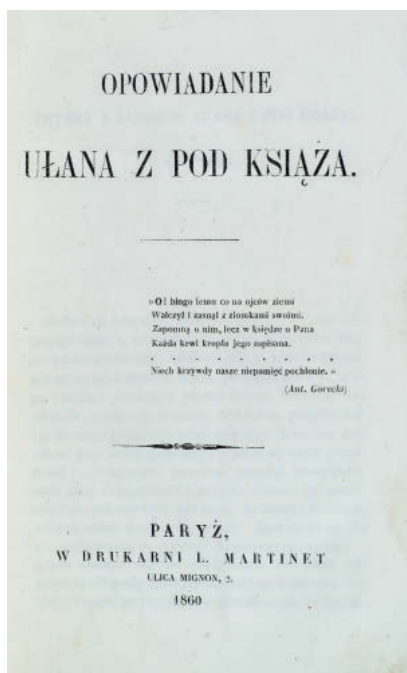 OPOWIADANIE
UŁANA Z POD KSIĄŻA.
»O! błogo temu co na ojców ziemi
Walczył i zasnął z ziomkami swoimi.
Zapomną o nim, lecz w księdze u Pana
Każda krwi kropla jego zapisana.
. . . . . . . . .
Niech krzywdy nasze niepamięć pochłonie. »
(Ant. Gorecki)
PARYŻ,
W DRUKARNI L. MARTINET
ULICA MIGNON, 2.
1860